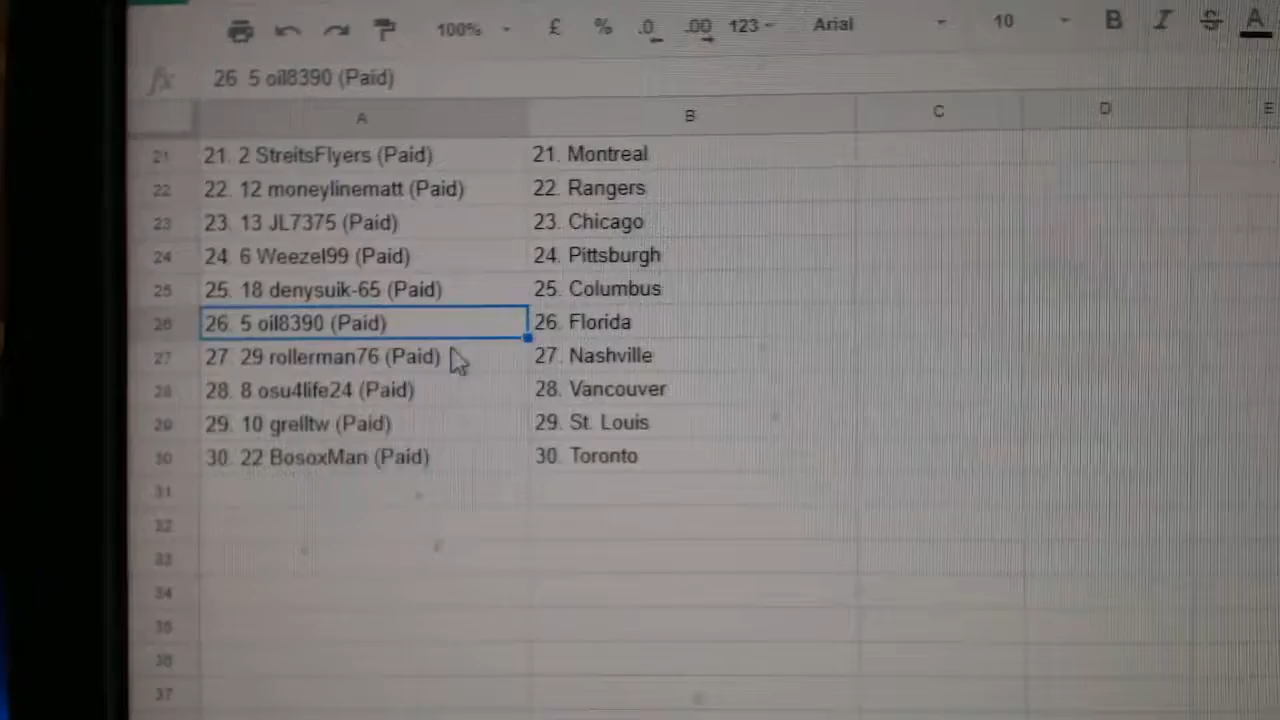 100% £ % .0 .00 123 Arial 10 B I S A
fx 26 5 oil8390 (Paid)
A B C D E
21 21. 2 StreitsFlyers (Paid) 21. Montreal
22 22. 12 moneylinematt (Paid) 22. Rangers
23 23. 13 JL7375 (Paid) 23. Chicago
24 24. 6 Weezel99 (Paid) 24. Pittsburgh
25 25. 18 denysuik-65 (Paid) 25. Columbus
26 26. 5 oil8390 (Paid) 26. Florida
27 27. 29 rollerman76 (Paid) 27. Nashville
28 28. 8 osu4life24 (Paid) 28. Vancouver
29 29. 10 grelltw (Paid) 29. St. Louis
30 30. 22 BosoxMan (Paid) 30. Toronto
31
32
33
34
35
36
37